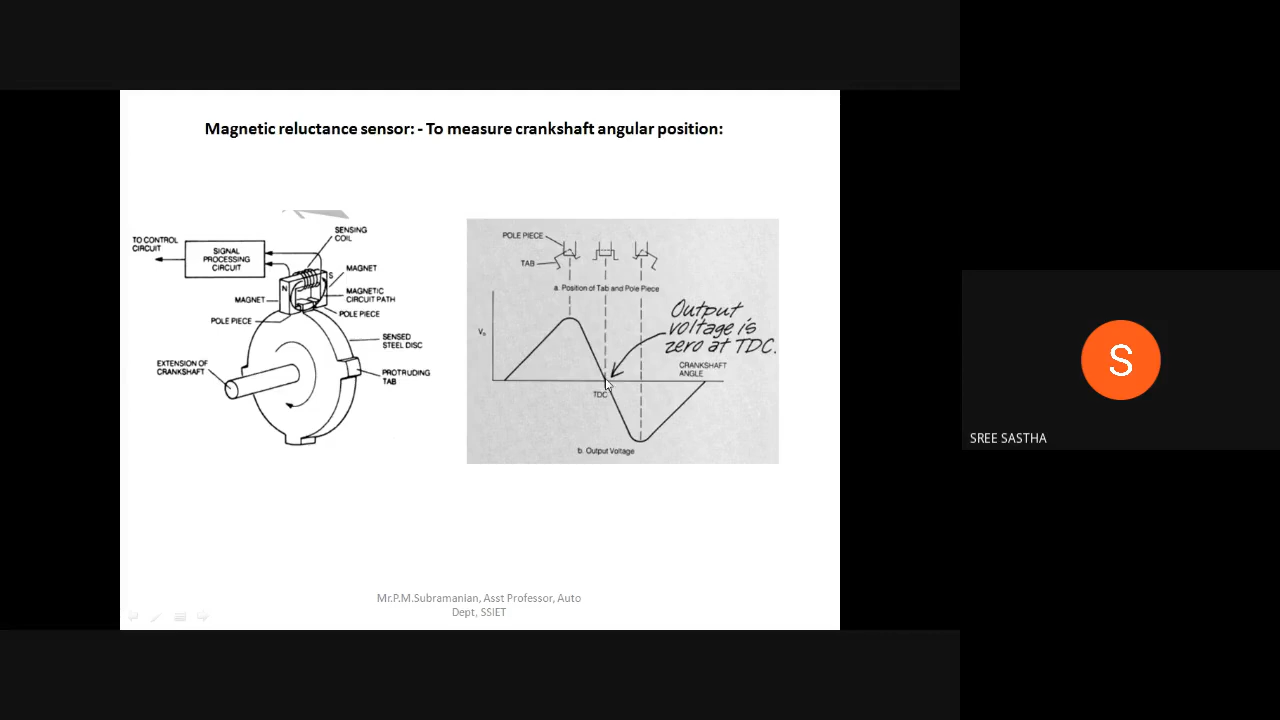 Magnetic reluctance sensor: - To measure crankshaft angular position:
TO CONTROL
CIRCUIT
SIGNAL
PROCESSING
CIRCUIT
SENSING
COIL
S
N
MAGNET
MAGNET
MAGNETIC
CIRCUIT PATH
POLE PIECE
POLE PIECE
SENSED
STEEL DISC
EXTENSION OF
CRANKSHAFT
PROTRUDING
TAB
POLE PIECE
TAB
a. Position of Tab and Pole Piece
Output
voltage is
zero at TDC.
CRANKSHAFT
ANGLE
TDC
b. Output Voltage
Mr.P.M.Subramanian, Asst Professor, Auto
Dept, SSIET
S
SREE SASTHA